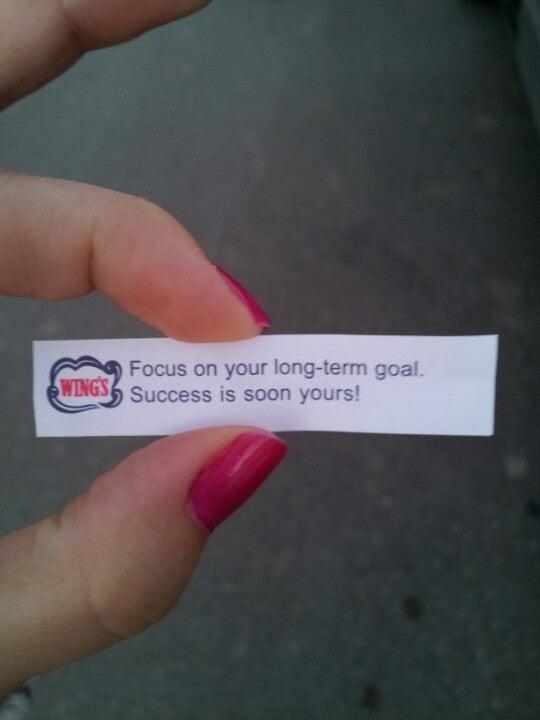 WING'S
Focus on your long-term goal.
Success is soon yours!